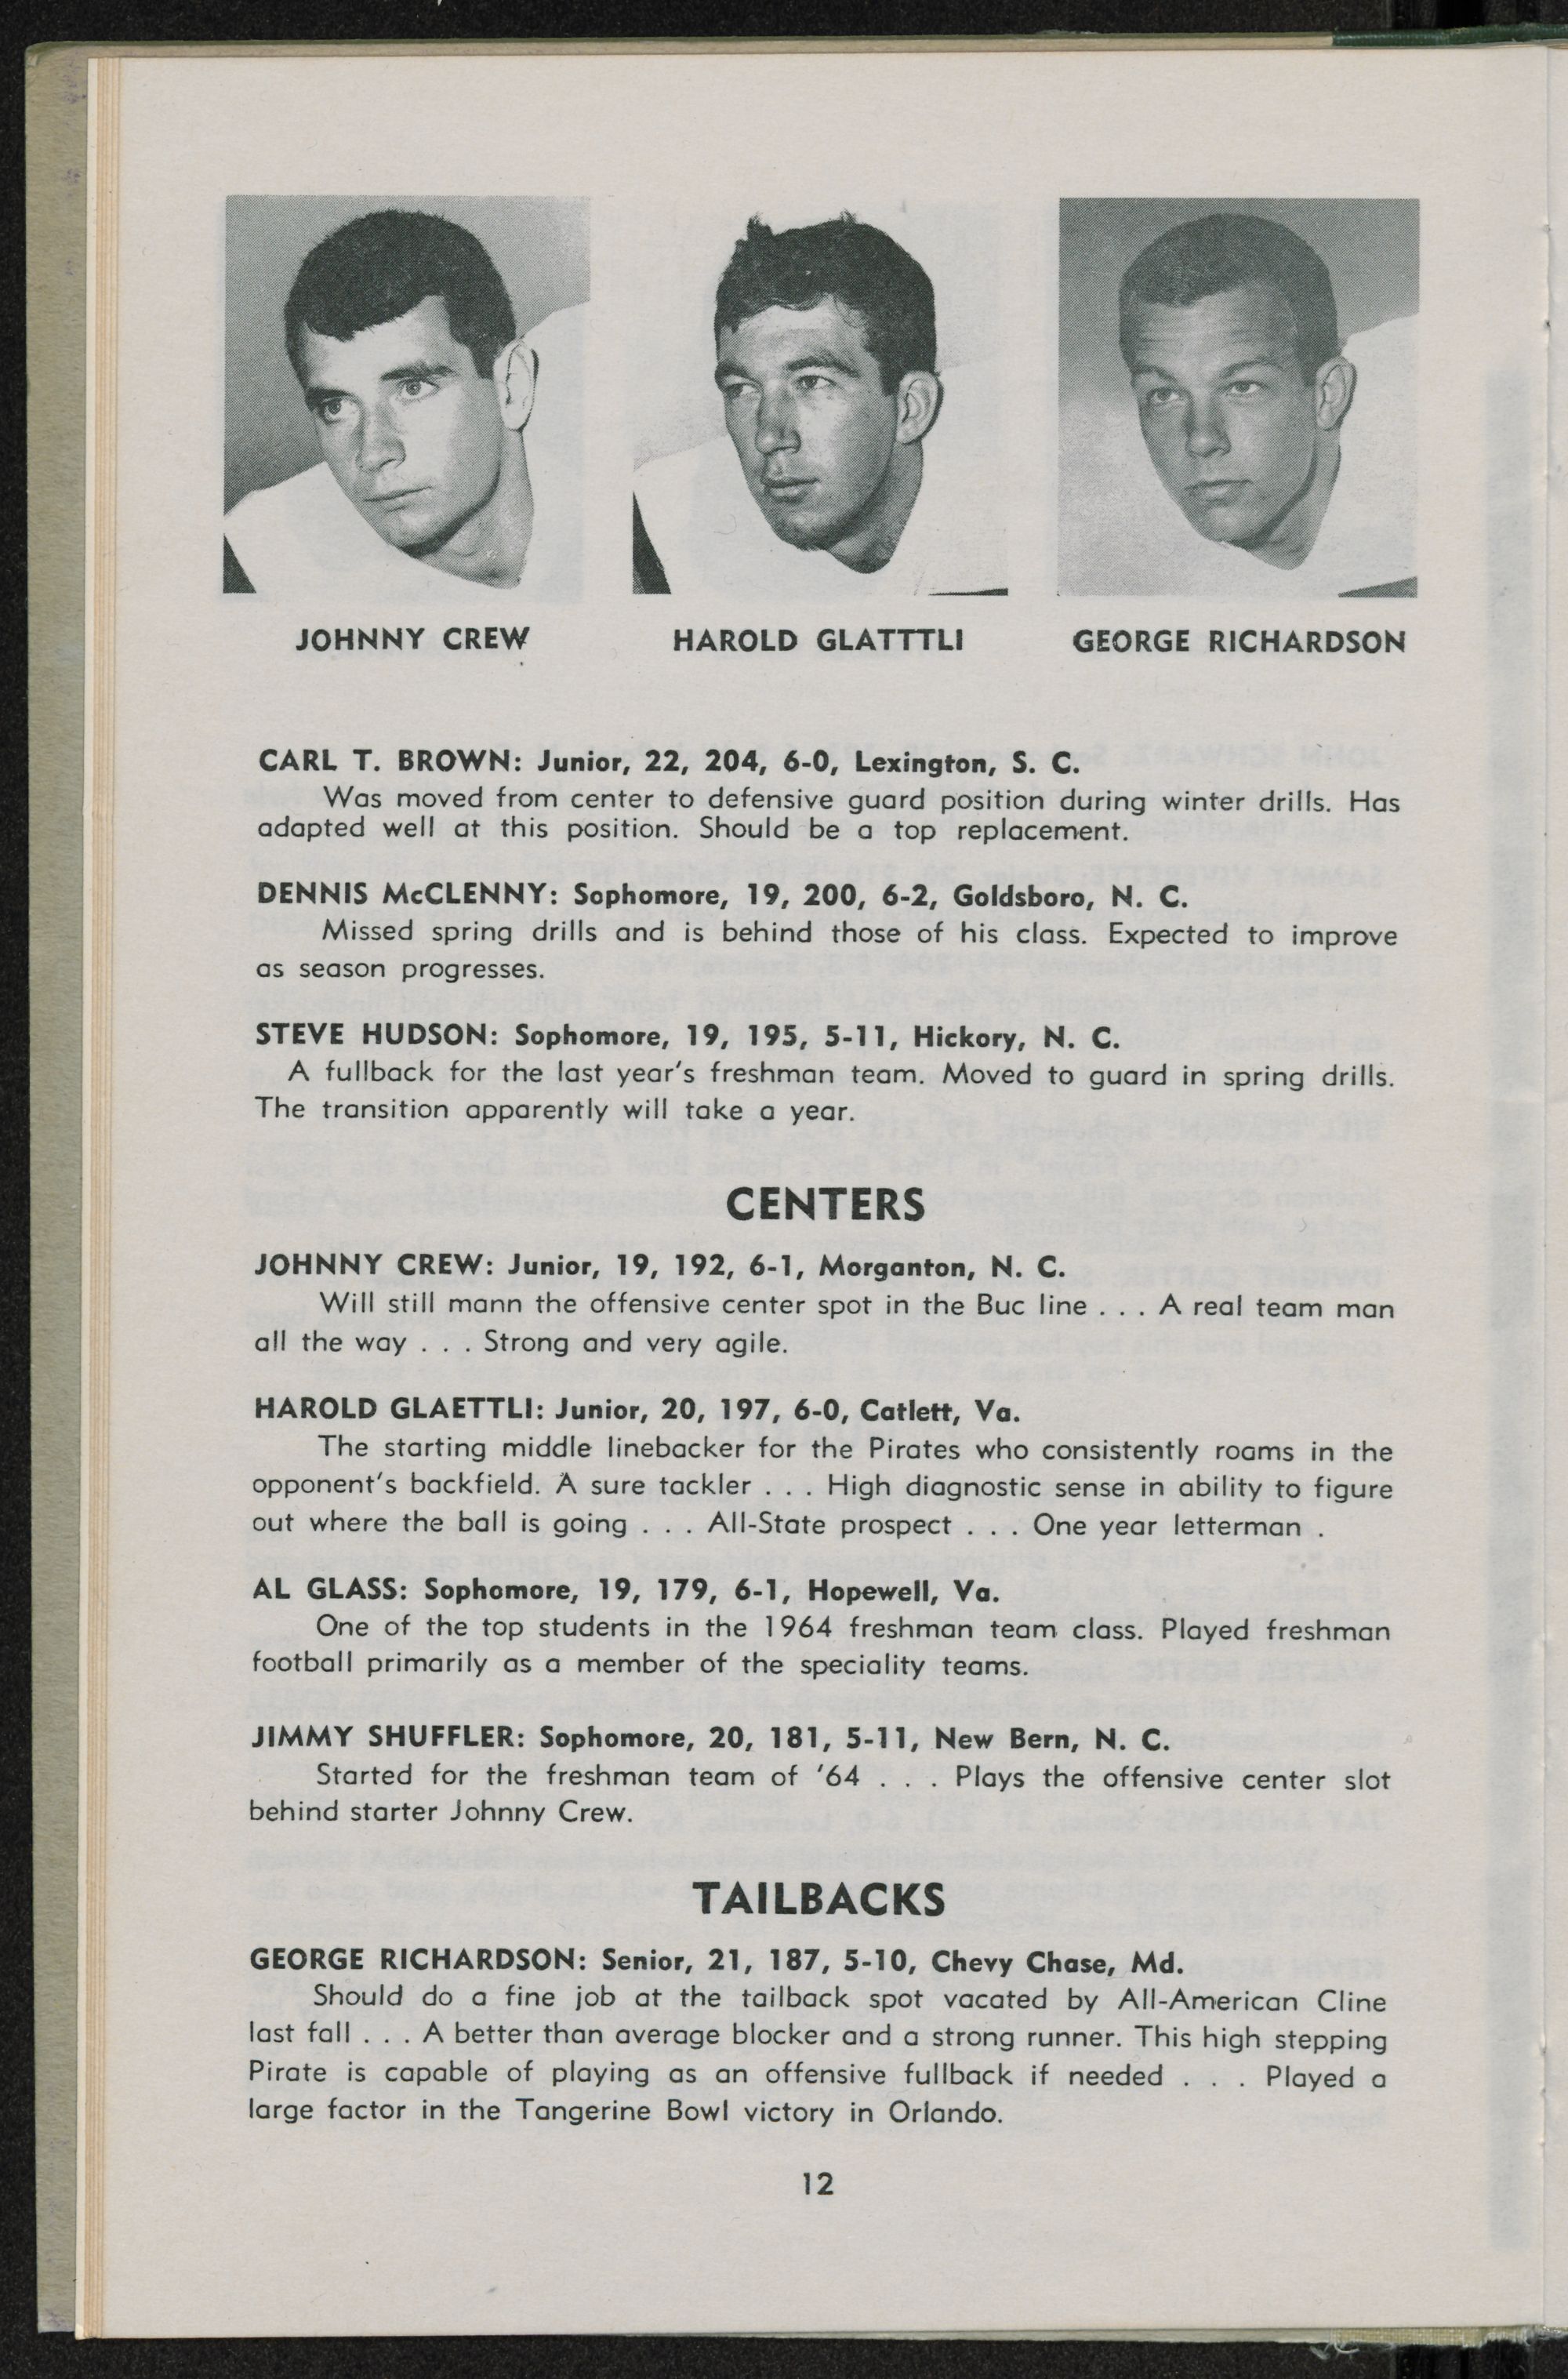 JOHNNY CREW
HAROLD GLATTTLI
GEORGE RICHARDSON
CARL T. BROWN: Junior, 22, 204, 6-0, Lexington, S. C.
Was moved from center to defensive guard position during winter drills. Has
adapted well at this position. Should be a top replacement.
DENNIS McCLENNY: Sophomore, 19, 200, 6-2, Goldsboro, N. C.
Missed spring drills and is behind those of his class. Expected to improve
as season progresses.
STEVE HUDSON: Sophomore, 19, 195, 5-11, Hickory, N. C.
A fullback for the last year's freshman team. Moved to guard in spring drills.
The transition apparently will take a year.
CENTERS
JOHNNY CREW: Junior, 19, 192, 6-1, Morganton, N. C.
Will still mann the offensive center spot in the Buc line . . . A real team man
all the way . . . Strong and very agile.
HAROLD GLAETTLI: Junior, 20, 197, 6-0, Catlett, Va.
The starting middle linebacker for the Pirates who consistently roams in the
opponent's backfield. A sure tackler . . . High diagnostic sense in ability to figure
out where the ball is going . . . All-State prospect . . . One year letterman .
AL GLASS: Sophomore, 19, 179, 6-1, Hopewell, Va.
One of the top students in the 1964 freshman team class. Played freshman
football primarily as a member of the speciality teams.
JIMMY SHUFFLER: Sophomore, 20, 181, 5-11, New Bern, N. C.
Started for the freshman team of '64 . . . Plays the offensive center slot
behind starter Johnny Crew.
TAILBACKS
GEORGE RICHARDSON: Senior, 21, 187, 5-10, Chevy Chase, Md.
Should do a fine job at the tailback spot vacated by All-American Cline
last fall . . . A better than average blocker and a strong runner. This high stepping
Pirate is capable of playing as an offensive fullback if needed . . . Played a
large factor in the Tangerine Bowl victory in Orlando.
12